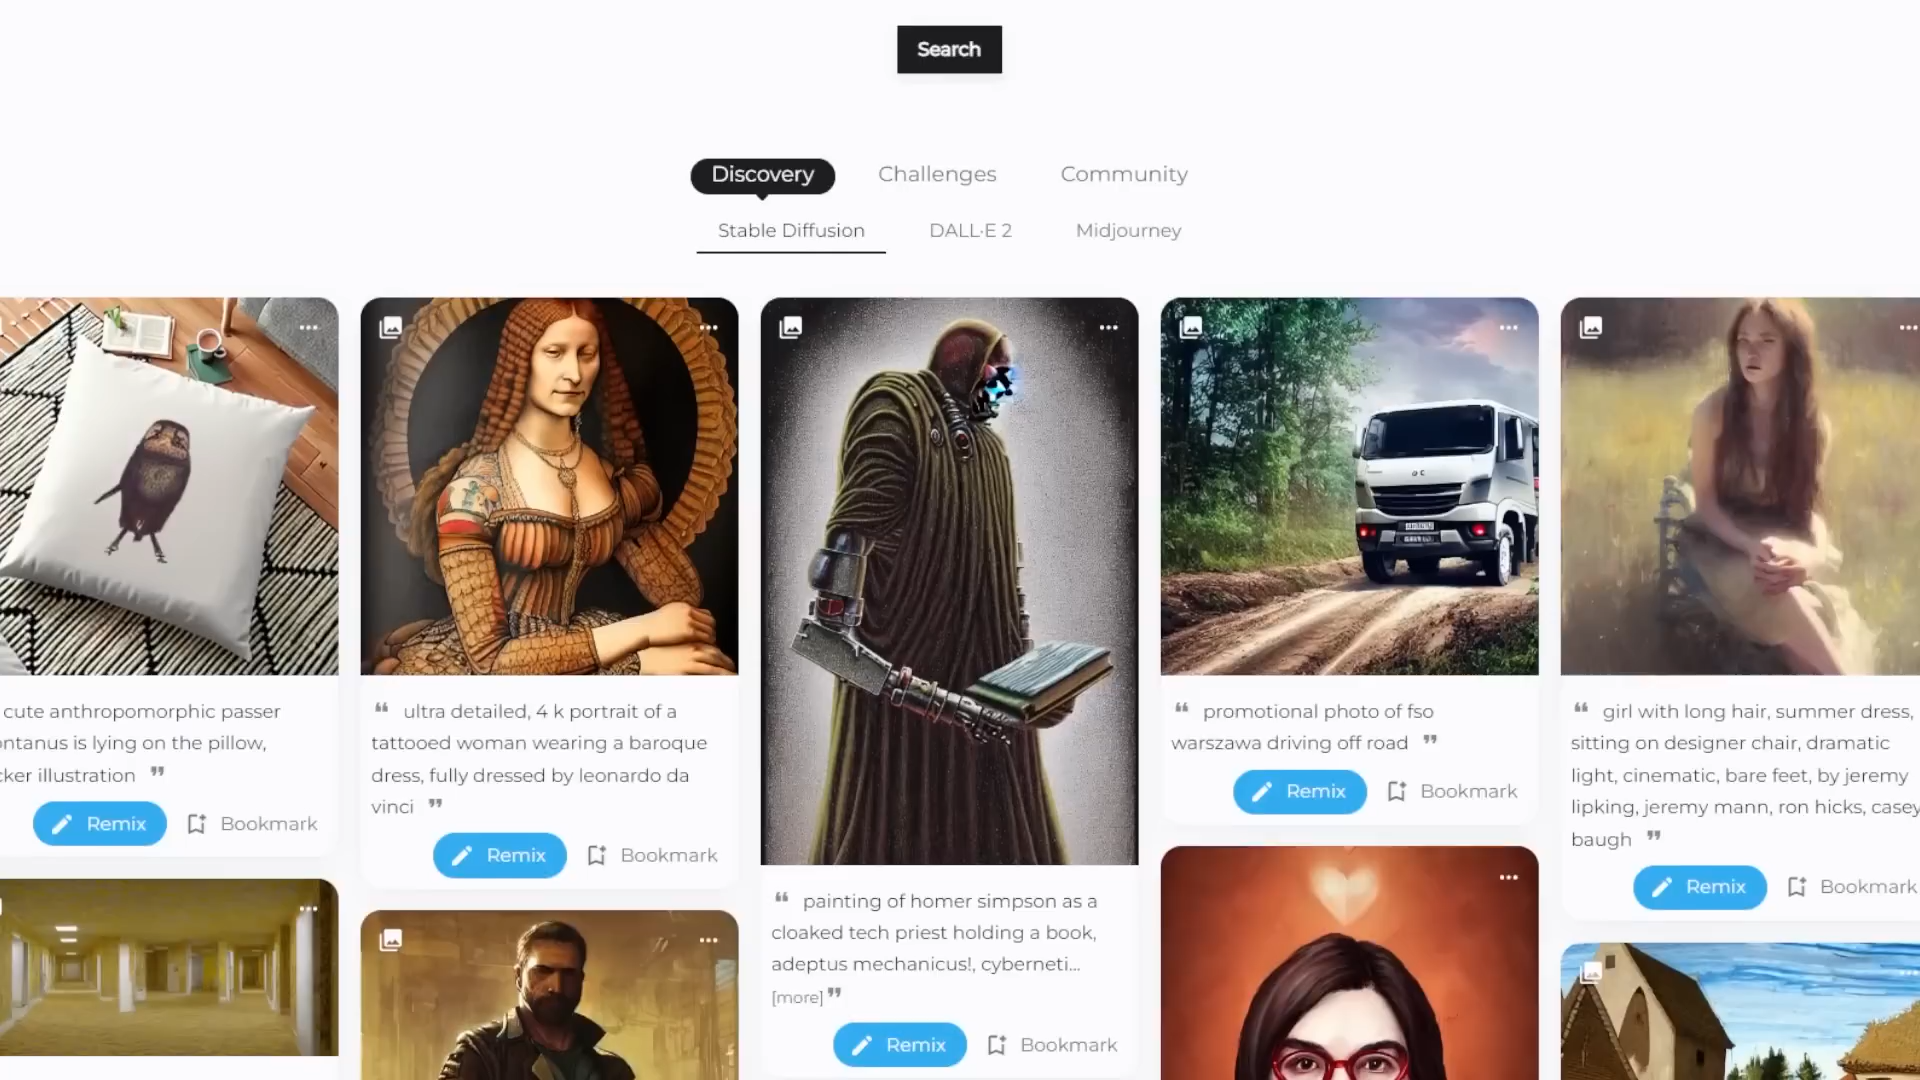 Search
Discovery
Challenges
Community
Stable Diffusion
DALL·E 2
Midjourney
cute anthropomorphic passer
ontanus is lying on the pillow,
cker illustration ”
Remix
Bookmark
“ ultra detailed, 4 k portrait of a
tattooed woman wearing a baroque
dress, fully dressed by leonardo da
vinci ”
Remix
Bookmark
“ painting of homer simpson as a
cloaked tech priest holding a book,
adeptus mechanicus!, cyberneti...
[more] ”
Remix
Bookmark
“ promotional photo of fso
warszawa driving off road ”
Remix
Bookmark
“ girl with long hair, summer dress,
sitting on designer chair, dramatic
light, cinematic, bare feet, by jeremy
lipking, jeremy mann, ron hicks, casey
baugh ”
Remix
Bookmark